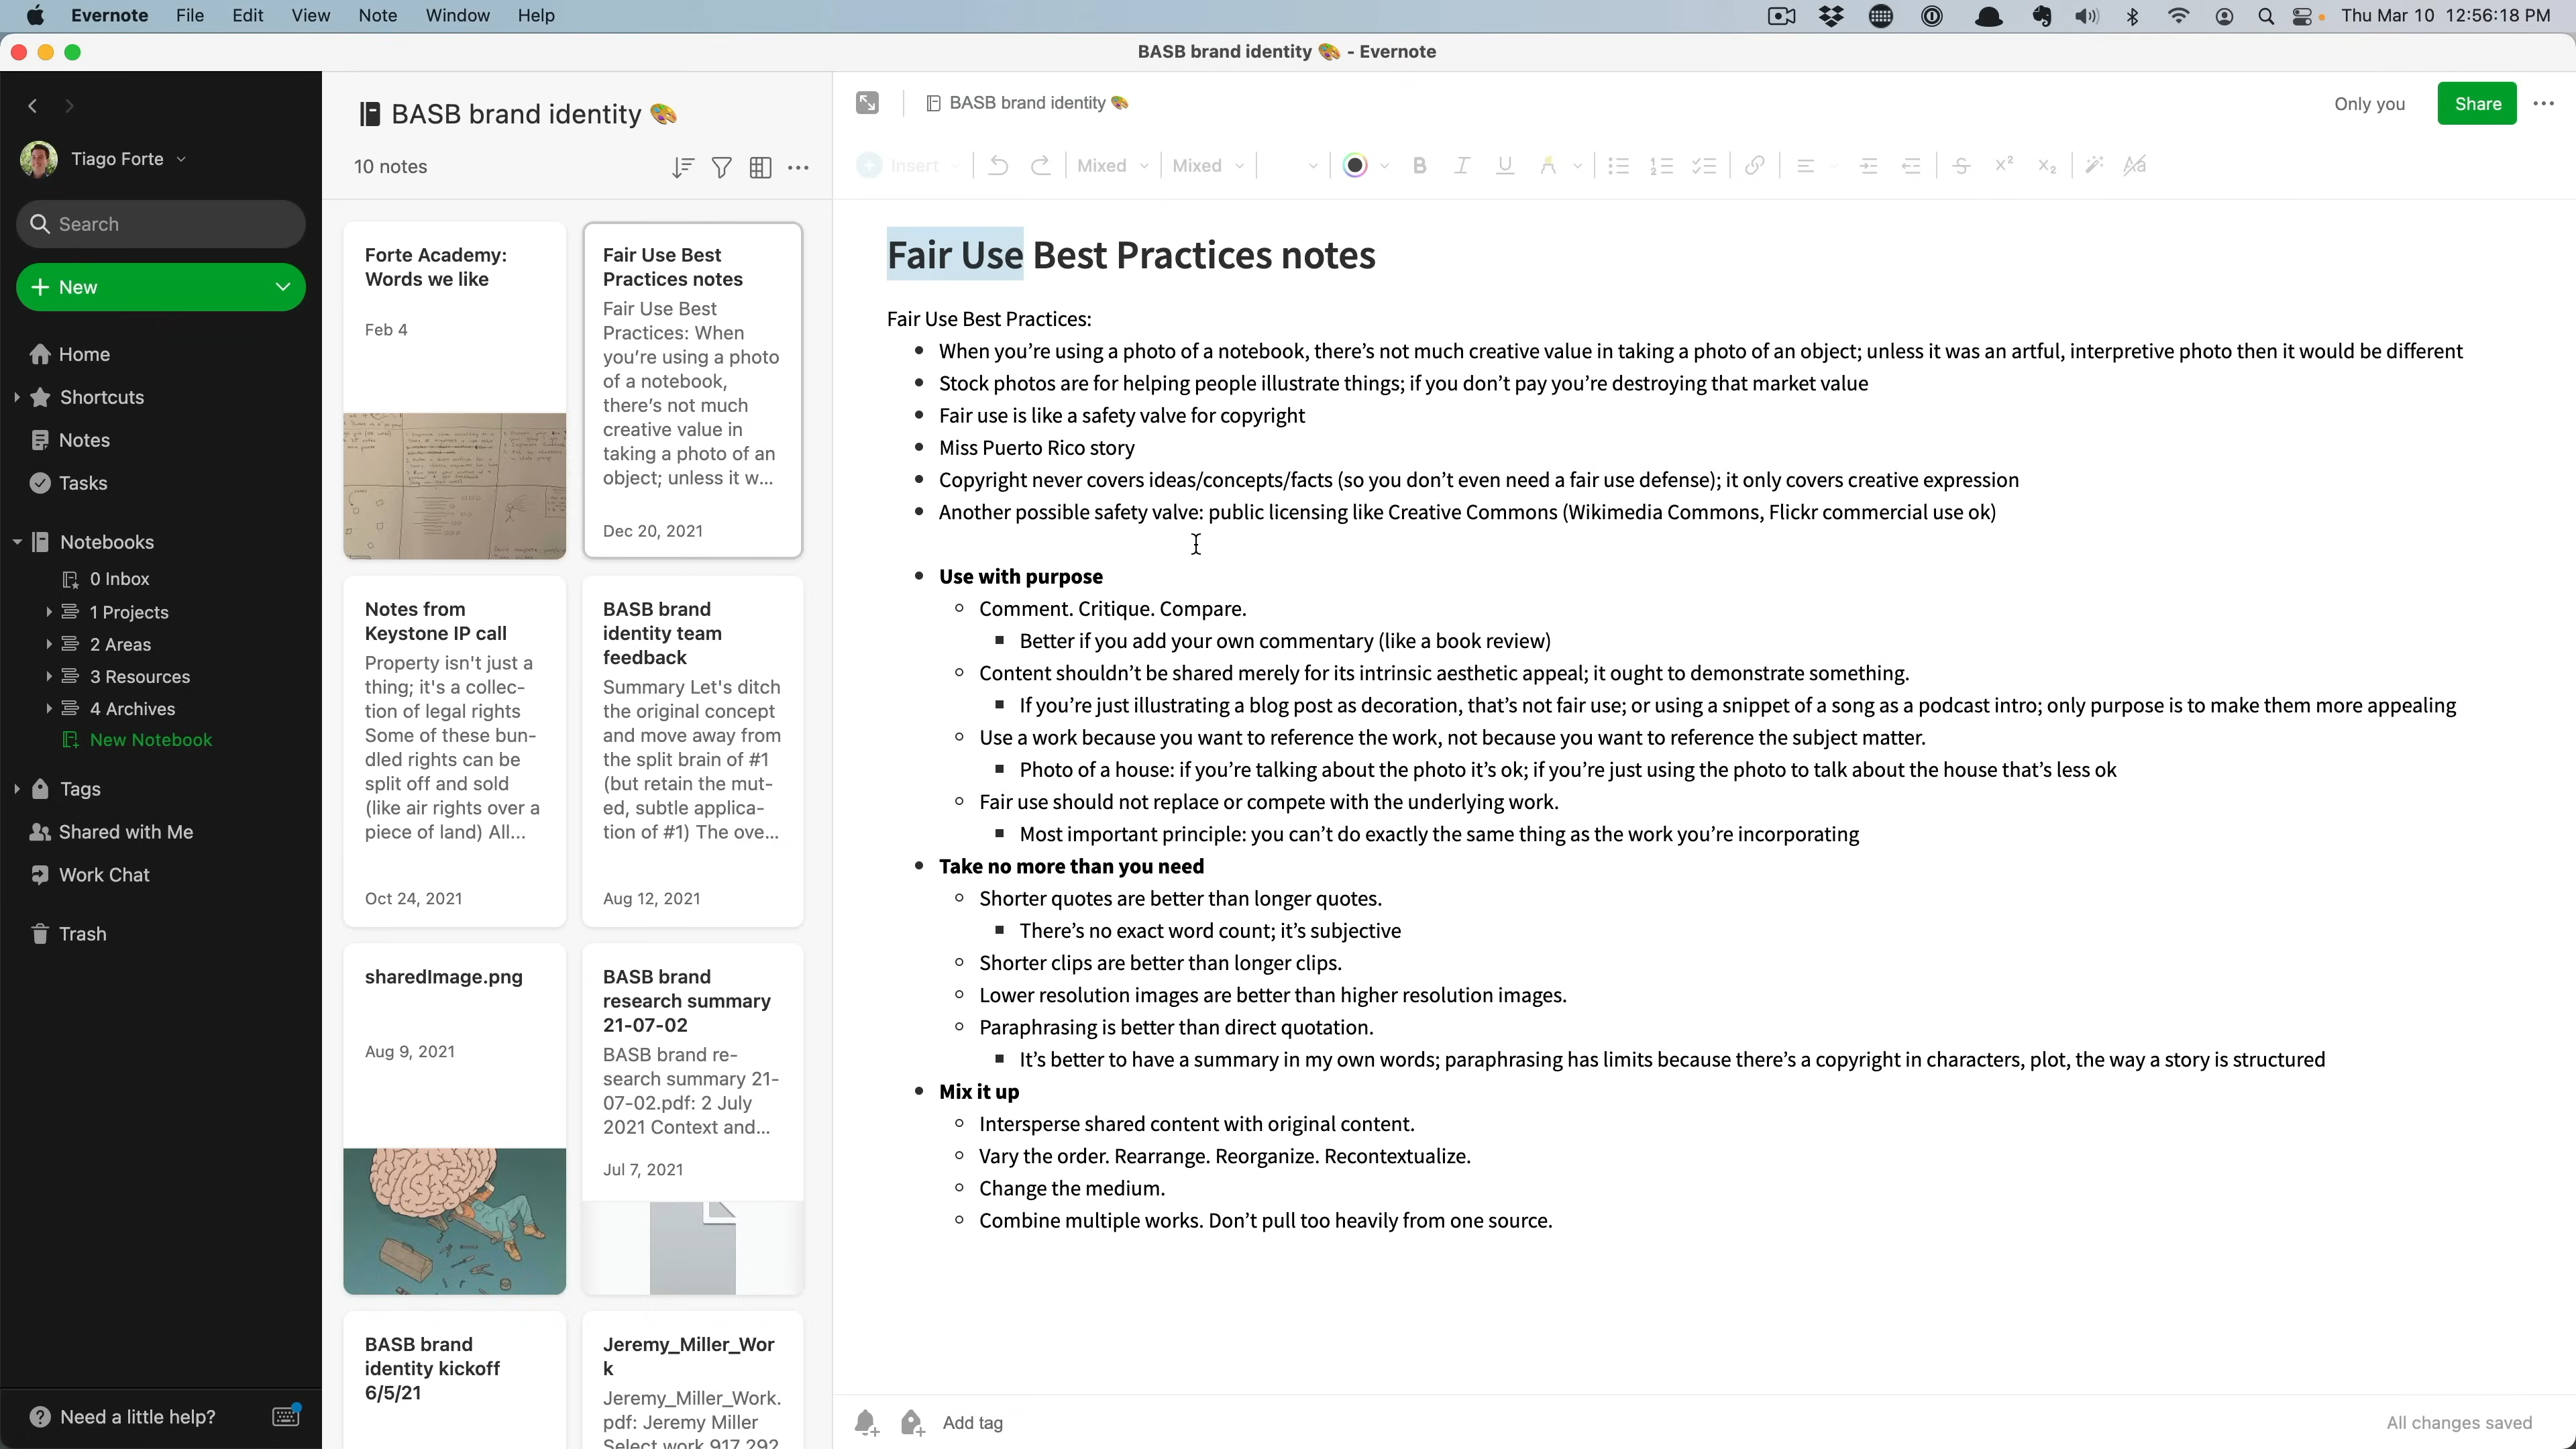 Evernote File Edit View Note Window Help
Thu Mar 10 12:56:18 PM
BASB brand identity 🎨 - Evernote
Tiago Forte
Search
New
Home
Shortcuts
Notes
Tasks
Notebooks
0 Inbox
1 Projects
2 Areas
3 Resources
4 Archives
New Notebook
Tags
Shared with Me
Work Chat
Trash
Need a little help?
BASB brand identity 🎨
10 notes
Forte Academy:
Words we like
Feb 4
Fair Use Best
Practices notes
Fair Use Best
Practices: When
you’re using a photo
of a notebook,
there’s not much
creative value in
taking a photo of an
object; unless it w...
Dec 20, 2021
Notes from
Keystone IP call
Property isn't just a
thing; it's a collec-
tion of legal rights
Some of these bun-
dled rights can be
split off and sold
(like air rights over a
piece of land) All...
Oct 24, 2021
BASB brand
identity team
feedback
Summary Let's ditch
the original concept
and move away from
the split brain of #1
(but retain the mut-
ed, subtle applica-
tion of #1) The ove...
Aug 12, 2021
sharedImage.png
Aug 9, 2021
BASB brand
research summary
21-07-02
BASB brand re-
search summary 21-
07-02.pdf: 2 July
2021 Context and...
Jul 7, 2021
BASB brand
identity kickoff
6/5/21
Jeremy_Miller_Wor
k
Jeremy_Miller_Work.
pdf: Jeremy Miller
Select work 917 292
BASB brand identity 🎨
Only you
Share
Insert
Mixed
Mixed
Fair Use Best Practices notes
Fair Use Best Practices:
• When you’re using a photo of a notebook, there’s not much creative value in taking a photo of an object; unless it was an artful, interpretive photo then it would be different
• Stock photos are for helping people illustrate things; if you don’t pay you’re destroying that market value
• Fair use is like a safety valve for copyright
• Miss Puerto Rico story
• Copyright never covers ideas/concepts/facts (so you don’t even need a fair use defense); it only covers creative expression
• Another possible safety valve: public licensing like Creative Commons (Wikimedia Commons, Flickr commercial use ok)
• Use with purpose
◦ Comment. Critique. Compare.
▪ Better if you add your own commentary (like a book review)
◦ Content shouldn’t be shared merely for its intrinsic aesthetic appeal; it ought to demonstrate something.
▪ If you’re just illustrating a blog post as decoration, that’s not fair use; or using a snippet of a song as a podcast intro; only purpose is to make them more appealing
◦ Use a work because you want to reference the work, not because you want to reference the subject matter.
▪ Photo of a house: if you’re talking about the photo it’s ok; if you’re just using the photo to talk about the house that’s less ok
◦ Fair use should not replace or compete with the underlying work.
▪ Most important principle: you can’t do exactly the same thing as the work you’re incorporating
• Take no more than you need
◦ Shorter quotes are better than longer quotes.
▪ There’s no exact word count; it’s subjective
◦ Shorter clips are better than longer clips.
◦ Lower resolution images are better than higher resolution images.
◦ Paraphrasing is better than direct quotation.
▪ It’s better to have a summary in my own words; paraphrasing has limits because there’s a copyright in characters, plot, the way a story is structured
• Mix it up
◦ Intersperse shared content with original content.
◦ Vary the order. Rearrange. Reorganize. Recontextualize.
◦ Change the medium.
◦ Combine multiple works. Don’t pull too heavily from one source.
Add tag
All changes saved